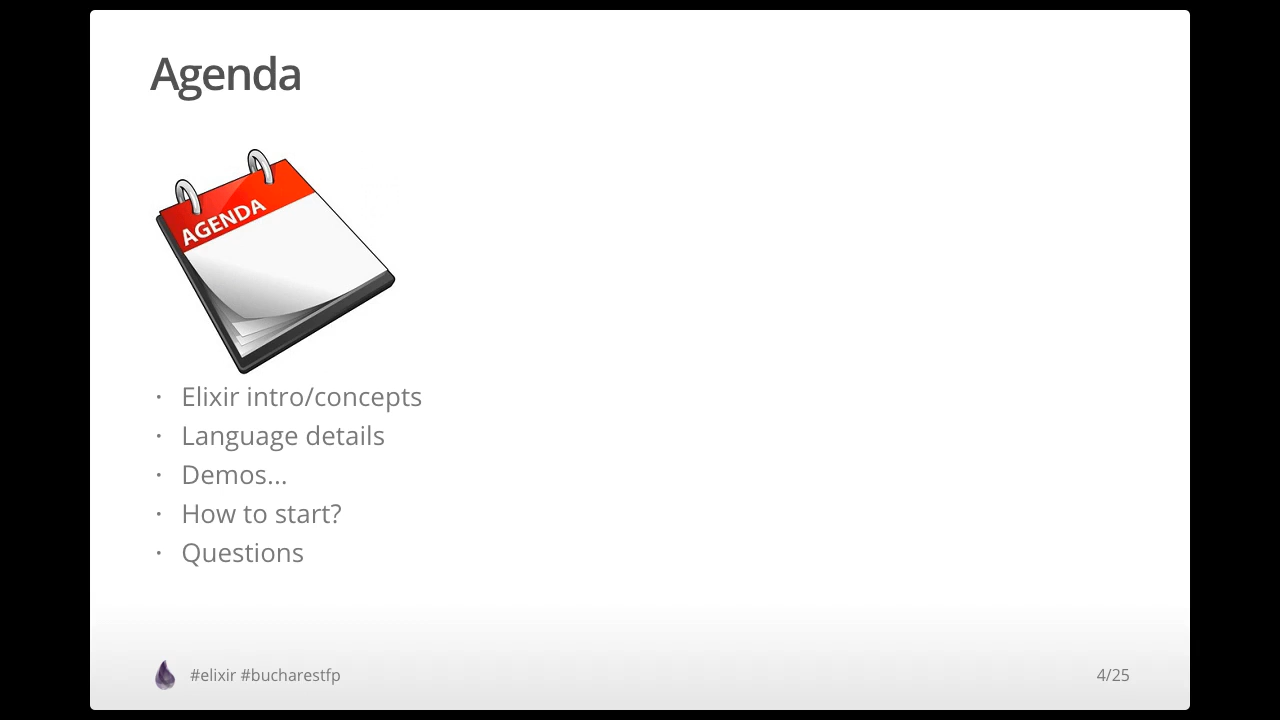 Agenda
AGENDA
· Elixir intro/concepts
· Language details
· Demos...
· How to start?
· Questions
#elixir #bucharestfp
4/25